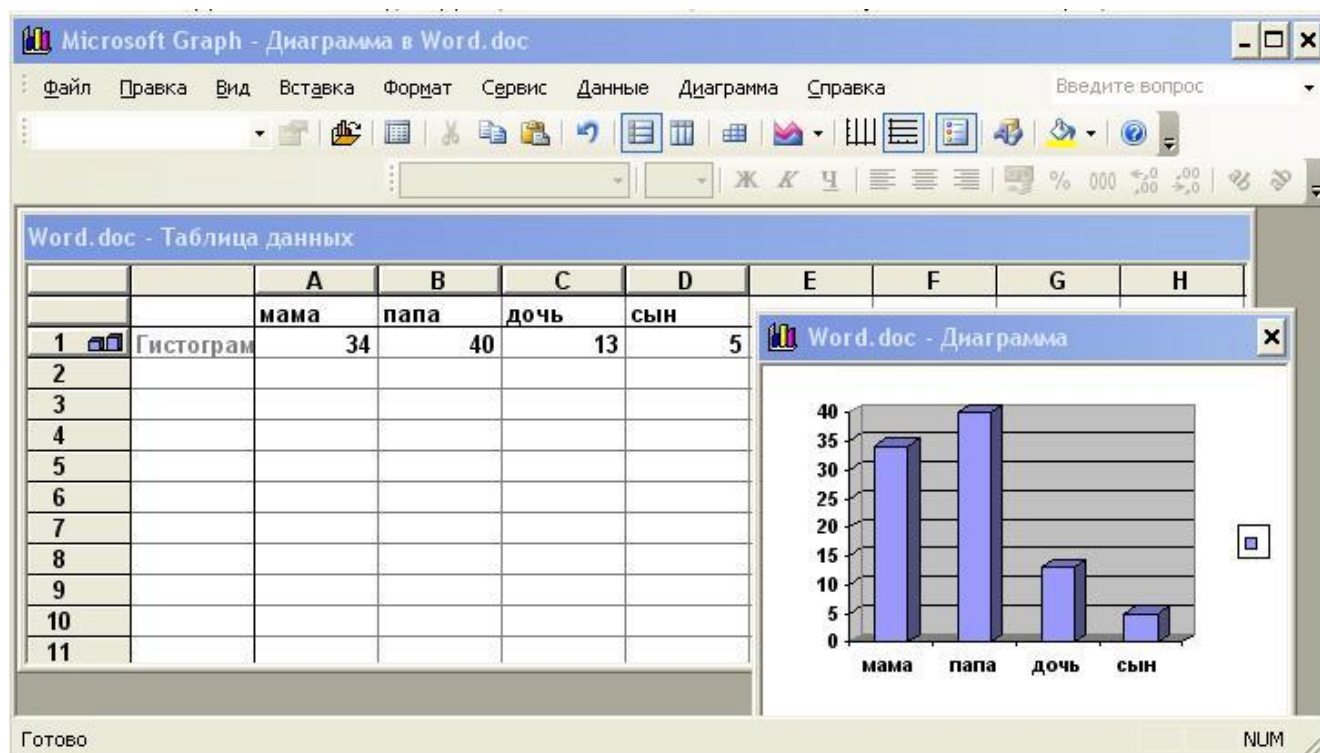 Microsoft Graph - Диаграмма в Word.doc
Файл Правка Вид Вставка Формат Сервис Данные Диаграмма Справка Введите вопрос
Ж К Ч % 000 ,00 ,0
Word.doc - Таблица данных
A B C D E F G H
мама папа дочь сын
1 Гистограм 34 40 13 5
2
3
4
5
6
7
8
9
10
11
Word.doc - Диаграмма
40
35
30
25
20
15
10
5
0
мама папа дочь сын
Готово NUM